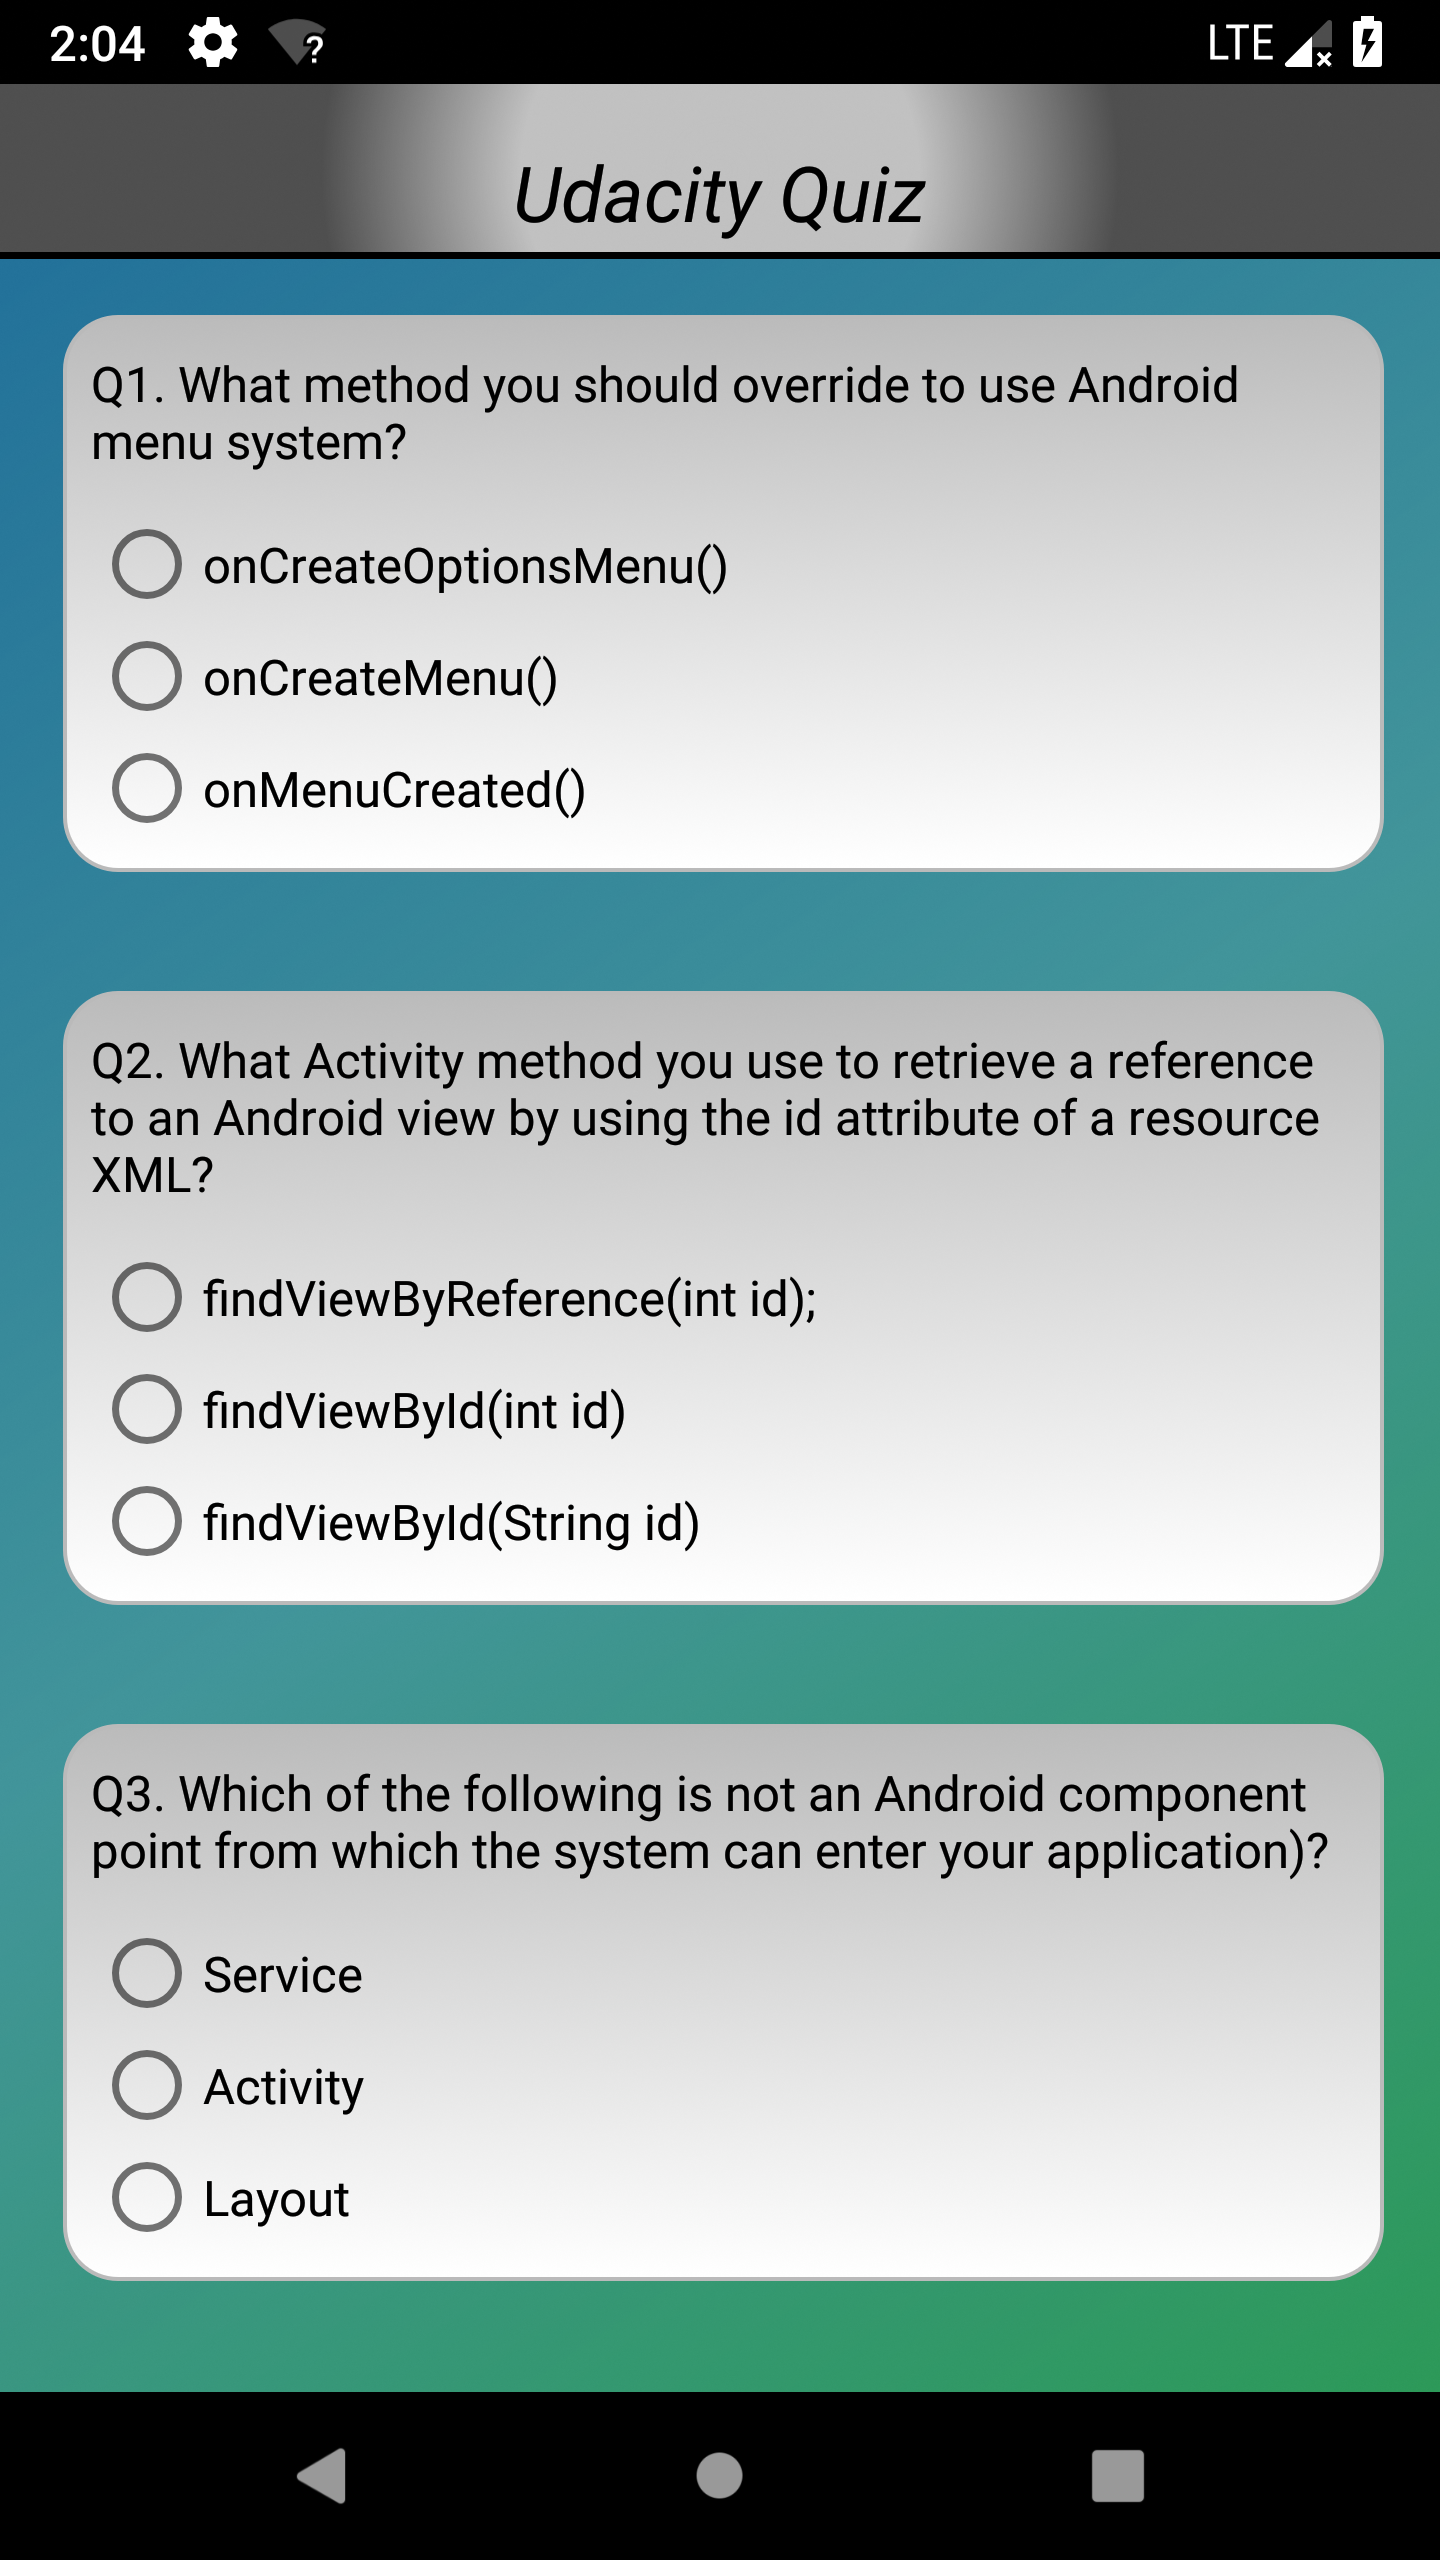 2:04
LTE
Udacity Quiz
Q1. What method you should override to use Android
menu system?
onCreateOptionsMenu()
onCreateMenu()
onMenuCreated()
Q2. What Activity method you use to retrieve a reference
to an Android view by using the id attribute of a resource
XML?
findViewByReference(int id);
findViewById(int id)
findViewById(String id)
Q3. Which of the following is not an Android component
point from which the system can enter your application)?
Service
Activity
Layout